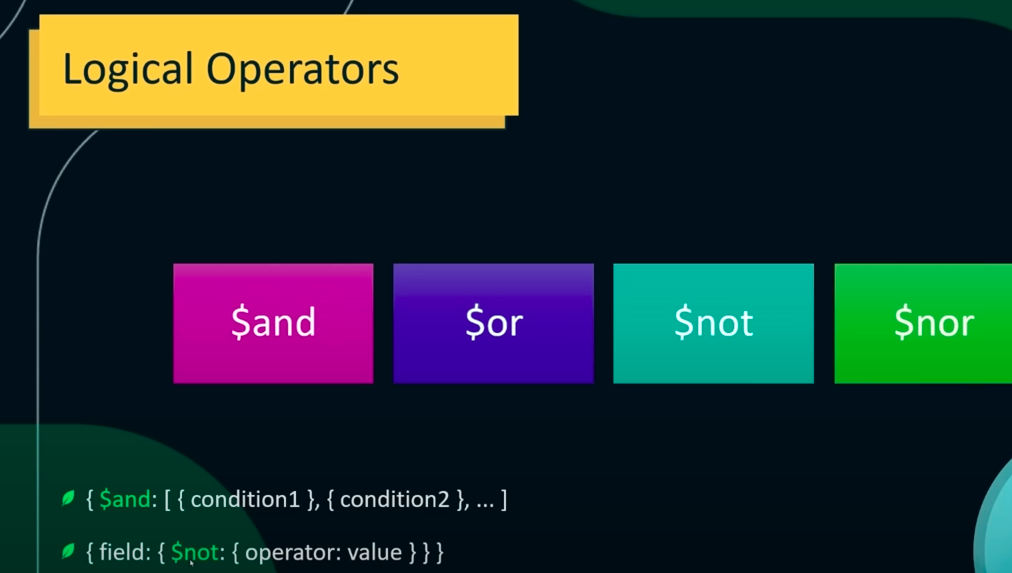 Logical Operators
$and $or $not $nor
{ $and: [ { condition1 }, { condition2 }, ... ]
{ field: { $not: { operator: value } } }